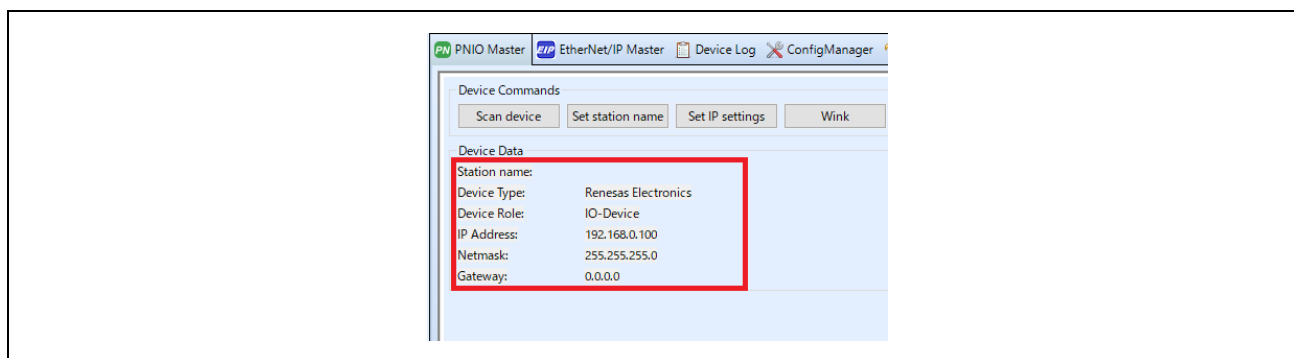 PN PNIO Master EIP EtherNet/IP Master Device Log ConfigManager
Device Commands
Scan device Set station name Set IP settings Wink
Device Data
Station name:
Device Type: Renesas Electronics
Device Role: IO-Device
IP Address: 192.168.0.100
Netmask: 255.255.255.0
Gateway: 0.0.0.0